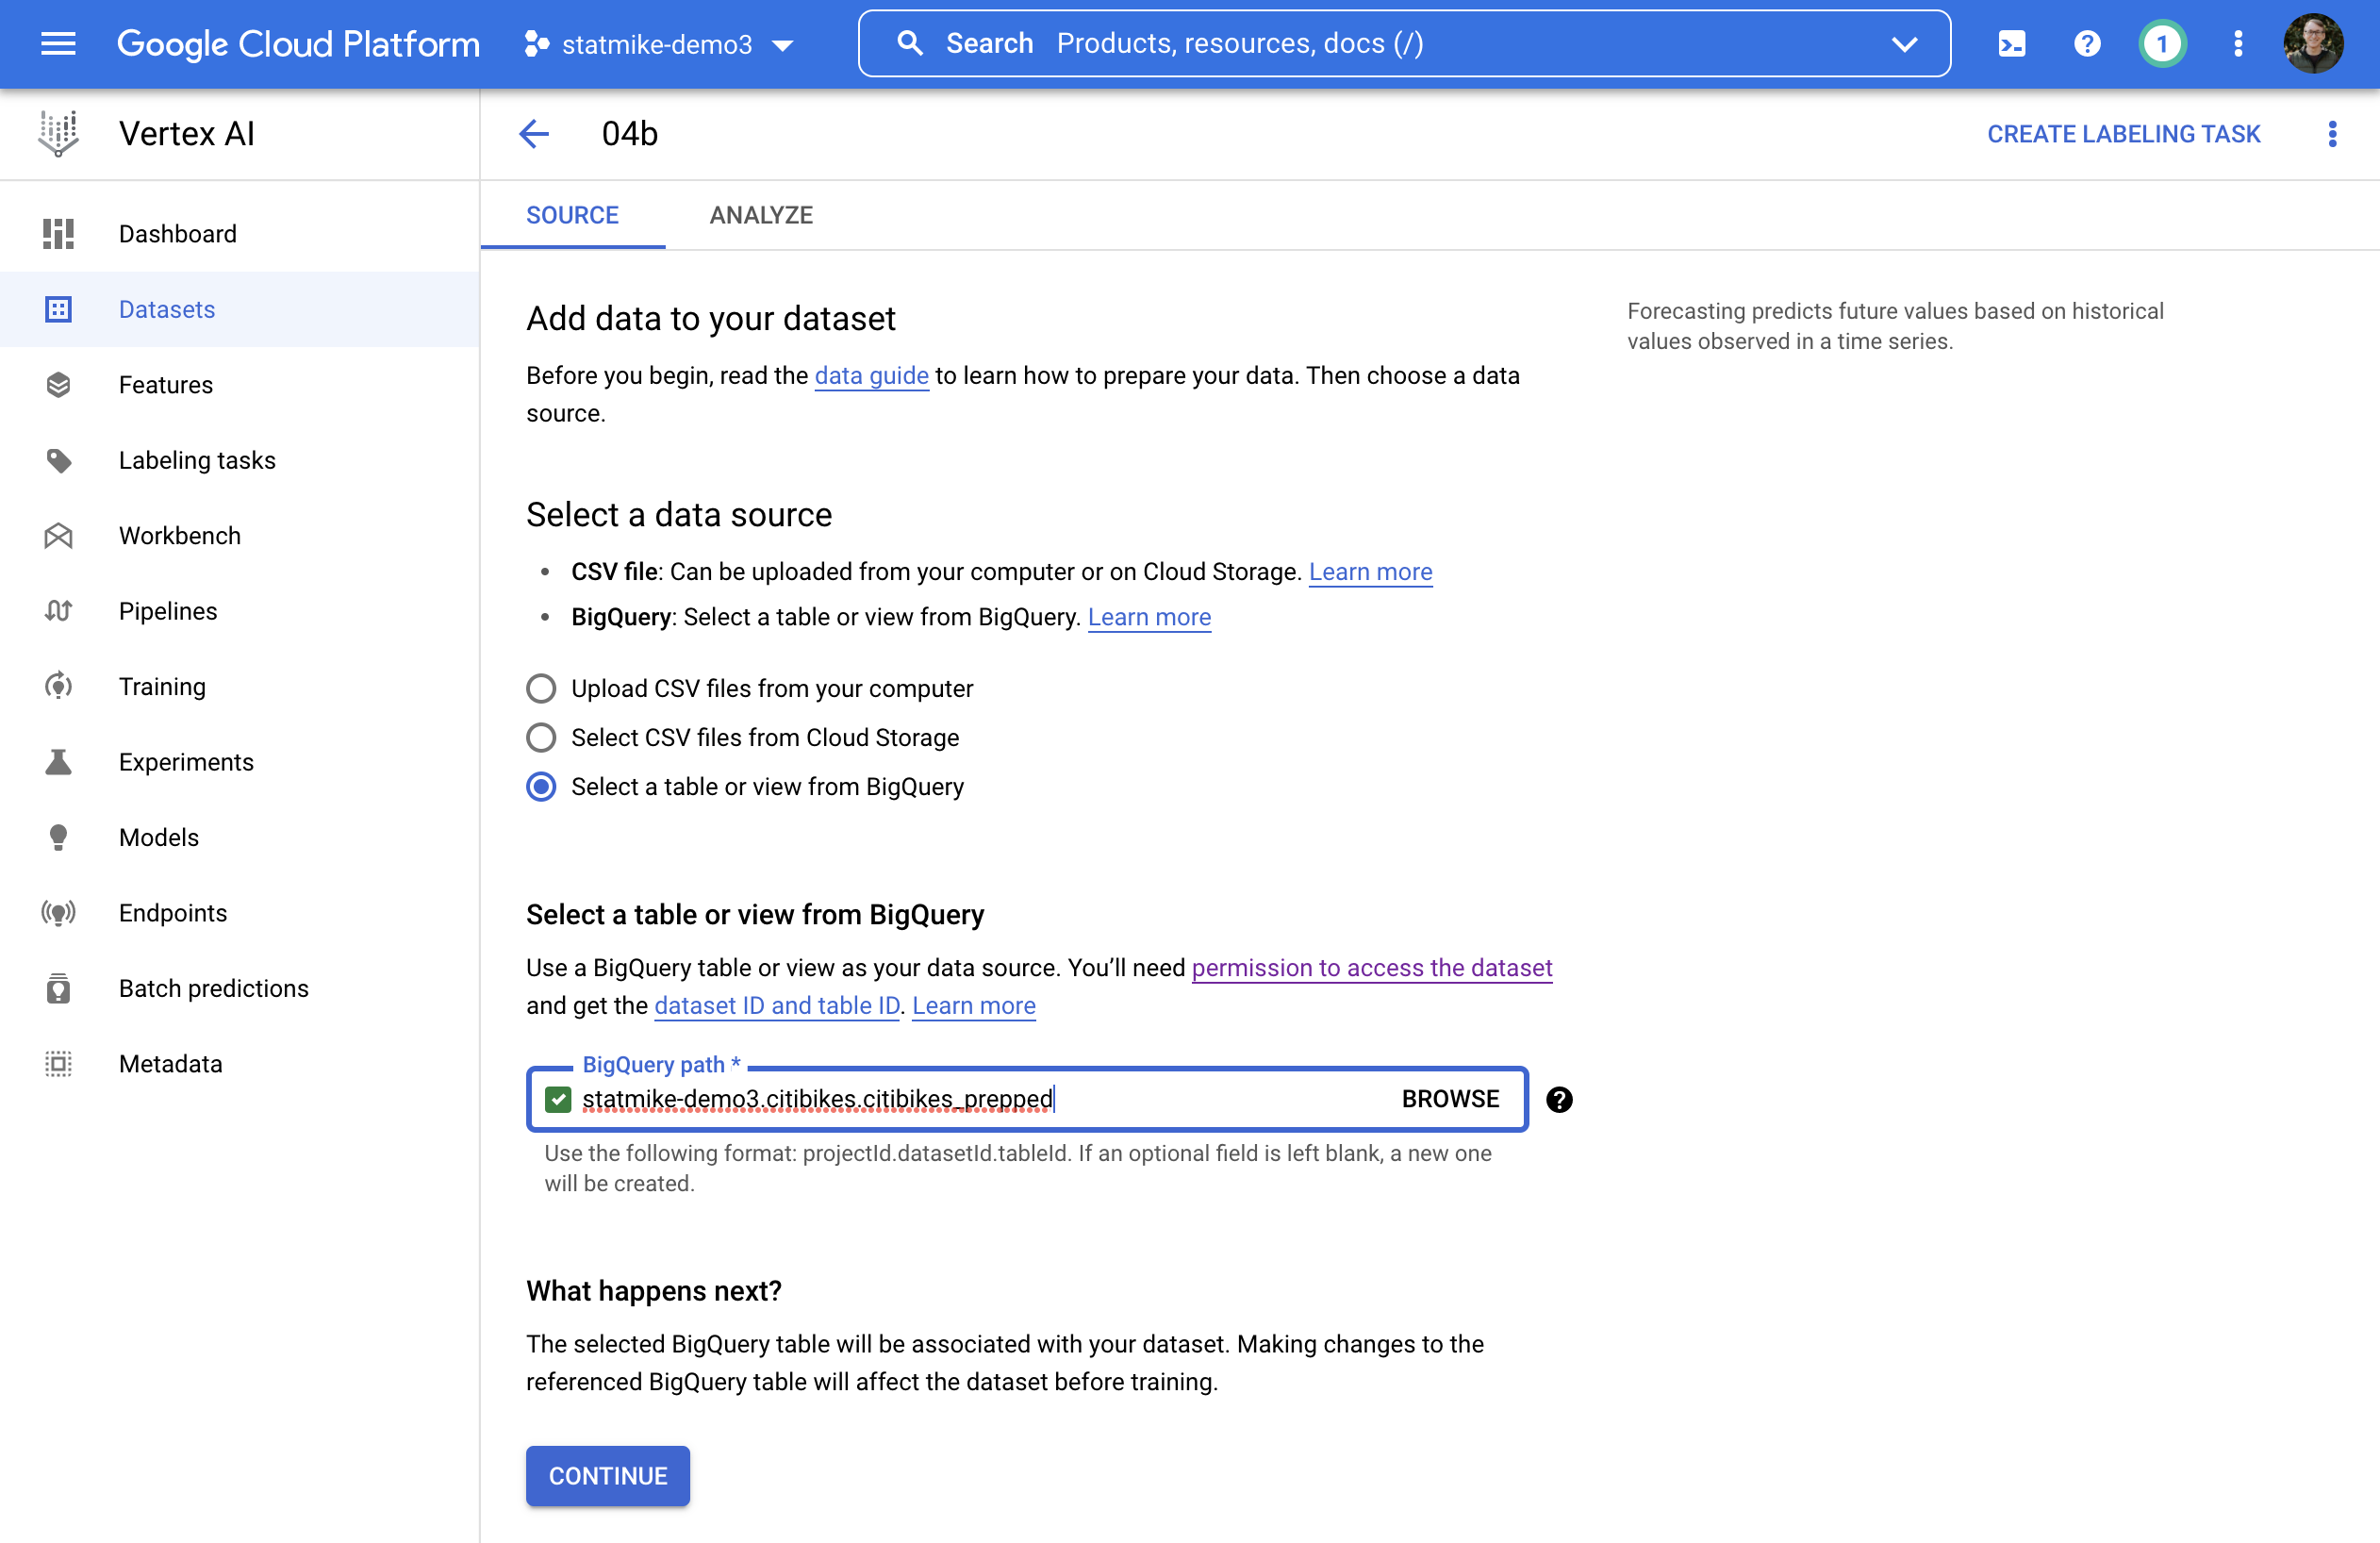 Google Cloud Platform
statmike-demo3
Search Products, resources, docs (/)
1
Vertex AI
04b
CREATE LABELING TASK
Dashboard
Datasets
Features
Labeling tasks
Workbench
Pipelines
Training
Experiments
Models
Endpoints
Batch predictions
Metadata
SOURCE
ANALYZE
Add data to your dataset
Before you begin, read the data guide to learn how to prepare your data. Then choose a data
source.
Forecasting predicts future values based on historical
values observed in a time series.
Select a data source
• CSV file: Can be uploaded from your computer or on Cloud Storage. Learn more
• BigQuery: Select a table or view from BigQuery. Learn more
Upload CSV files from your computer
Select CSV files from Cloud Storage
Select a table or view from BigQuery
Select a table or view from BigQuery
Use a BigQuery table or view as your data source. You’ll need permission to access the dataset
and get the dataset ID and table ID. Learn more
BigQuery path *
statmike-demo3.citibikes.citibikes_prepped
BROWSE
Use the following format: projectId.datasetId.tableId. If an optional field is left blank, a new one
will be created.
What happens next?
The selected BigQuery table will be associated with your dataset. Making changes to the
referenced BigQuery table will affect the dataset before training.
CONTINUE